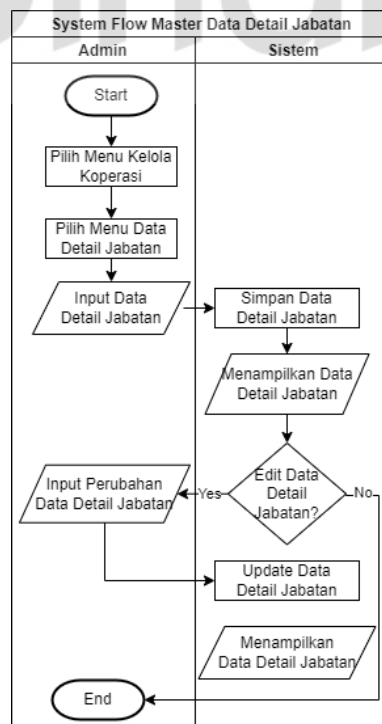 System Flow Master Data Detail Jabatan
Admin
Sistem
Start
Pilih Menu Kelola
Koperasi
Pilih Menu Data
Detail Jabatan
Input Data
Detail Jabatan
Simpan Data
Detail Jabatan
Menampilkan Data
Detail Jabatan
Edit Data
Detail
Jabatan?
Yes
No
Input Perubahan
Data Detail Jabatan
Update Data
Detail Jabatan
Menampilkan
Data Detail Jabatan
End